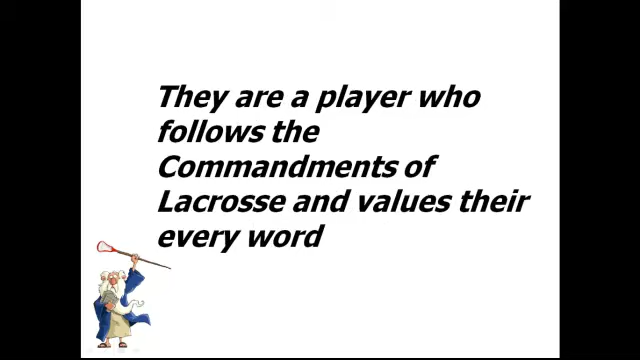 They are a player who
follows the
Commandments of
Lacrosse and values their
every word